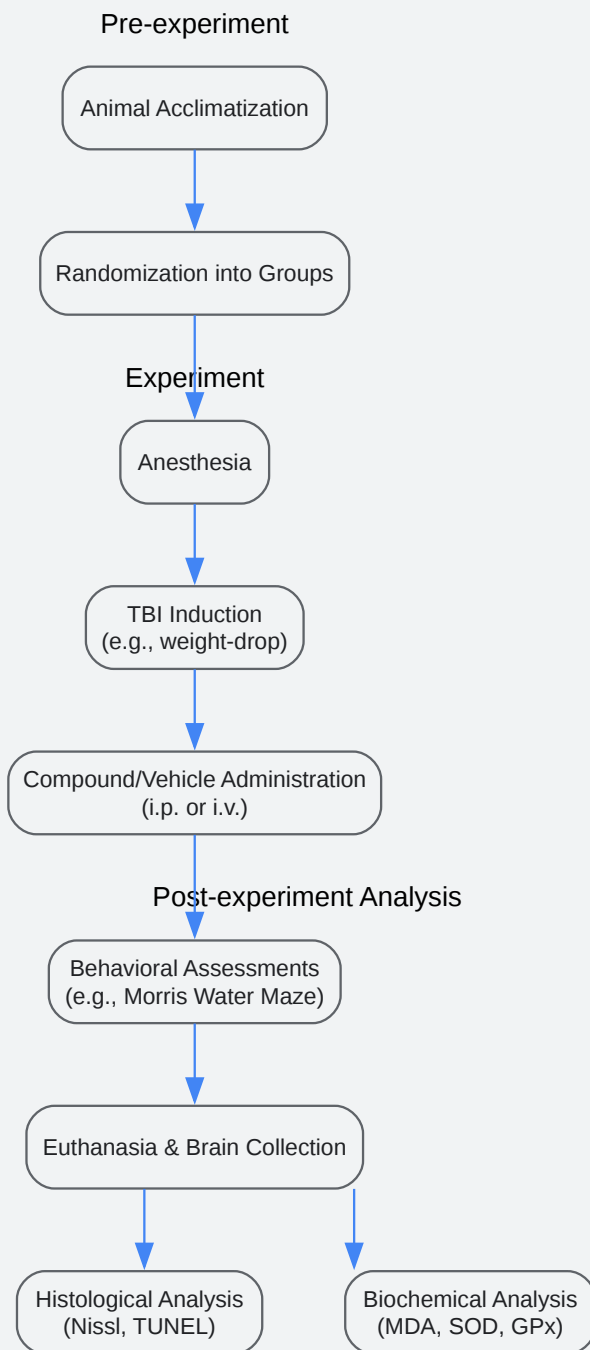 Pre-experiment
Animal Acclimatization
Randomization into Groups
Experiment
Anesthesia
TBI Induction
(e.g., weight-drop)
Compound/Vehicle Administration
(i.p. or i.v.)
Post-experiment Analysis
Behavioral Assessments
(e.g., Morris Water Maze)
Euthanasia & Brain Collection
Histological Analysis
(Nissl, TUNEL)
Biochemical Analysis
(MDA, SOD, GPx)